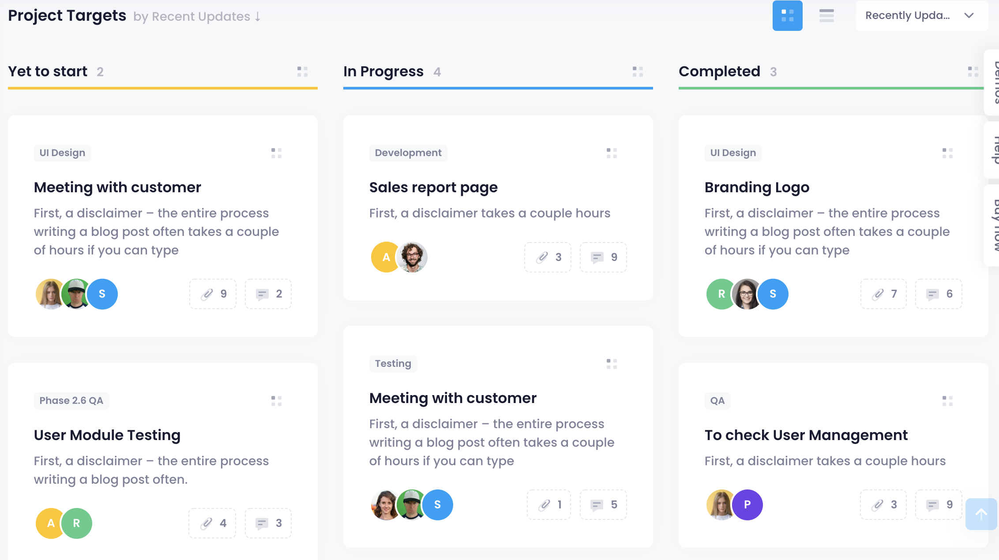 Project Targets by Recent Updates ↓
Recently Upda...
Yet to start 2
UI Design
Meeting with customer
First, a disclaimer – the entire process
writing a blog post often takes a couple
of hours if you can type
S
9
2
Phase 2.6 QA
User Module Testing
First, a disclaimer – the entire process
writing a blog post often.
A
R
4
3
In Progress 4
Development
Sales report page
First, a disclaimer takes a couple hours
A
3
9
Testing
Meeting with customer
First, a disclaimer – the entire process
writing a blog post often takes a couple
of hours if you can type
S
1
5
Completed 3
UI Design
Branding Logo
First, a disclaimer – the entire process
writing a blog post often takes a couple
of hours if you can type
R
S
7
6
QA
To check User Management
First, a disclaimer takes a couple hours
P
3
9
Demos
Help
Buy now